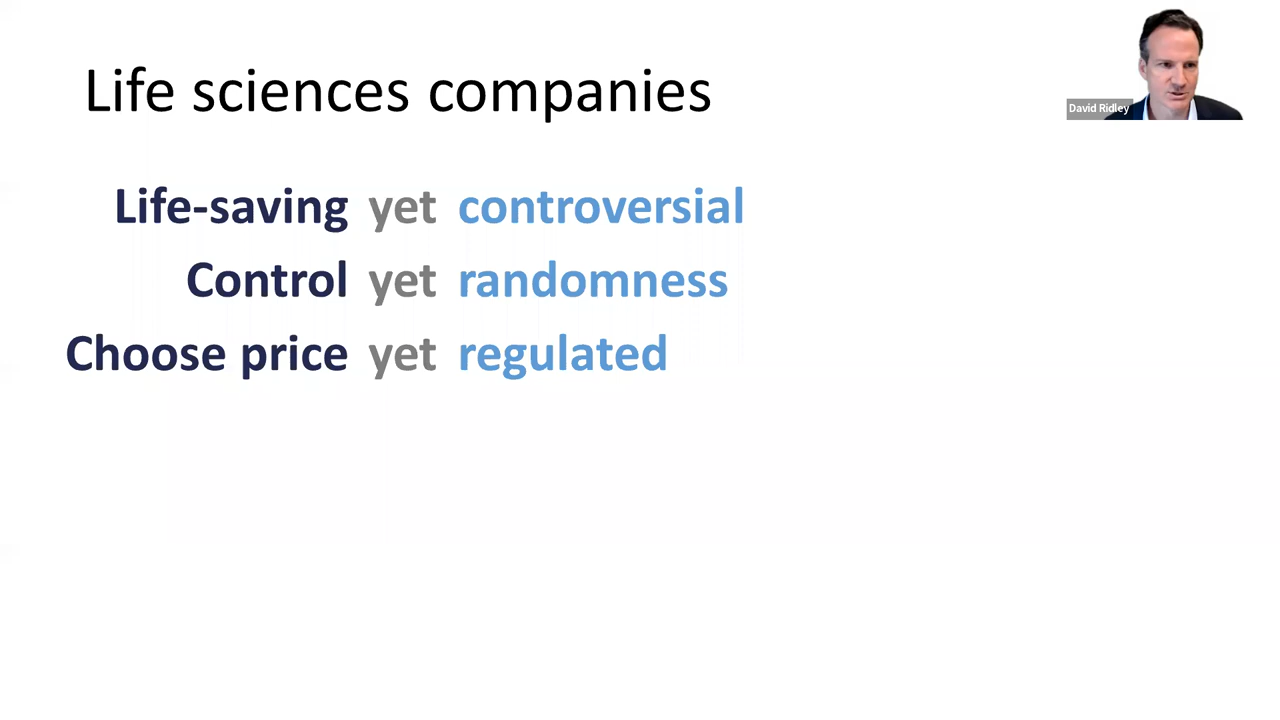 Life sciences companies
David Ridley
Life-saving yet controversial
Control yet randomness
Choose price yet regulated